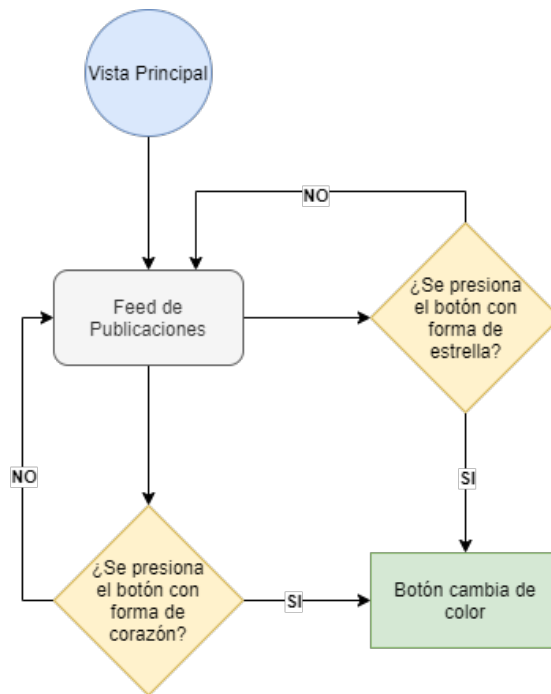 Vista Principal
NO
¿Se presiona
el botón con
forma de
estrella?
Feed de
Publicaciones
NO
SI
¿Se presiona
el botón con
forma de
corazón?
SI
Botón cambia de
color